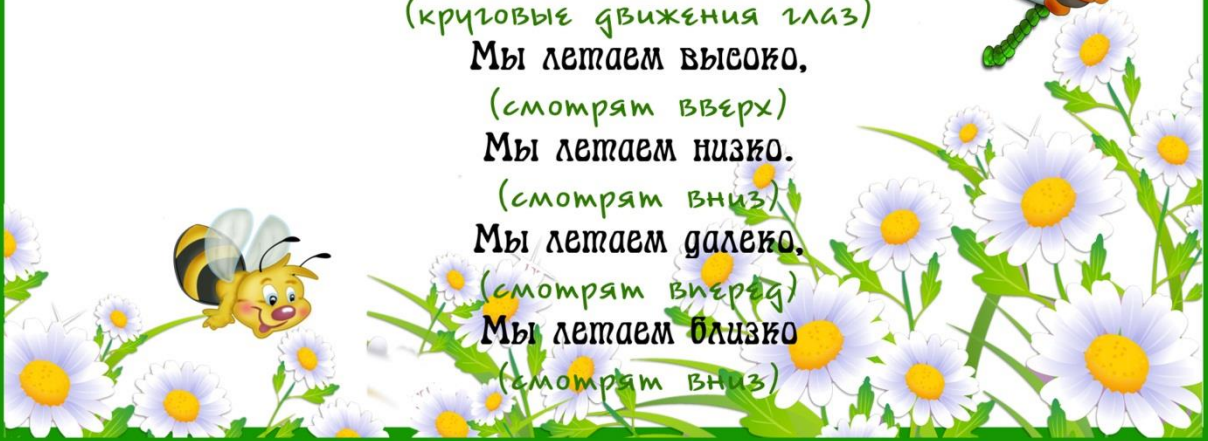 (круговые движения глаз)
Мы летаем высоко,
(смотрят вверх)
Мы летаем низко.
(смотрят вниз)
Мы летаем далеко,
(смотрят вперед)
Мы летаем близко
(смотрят вниз)